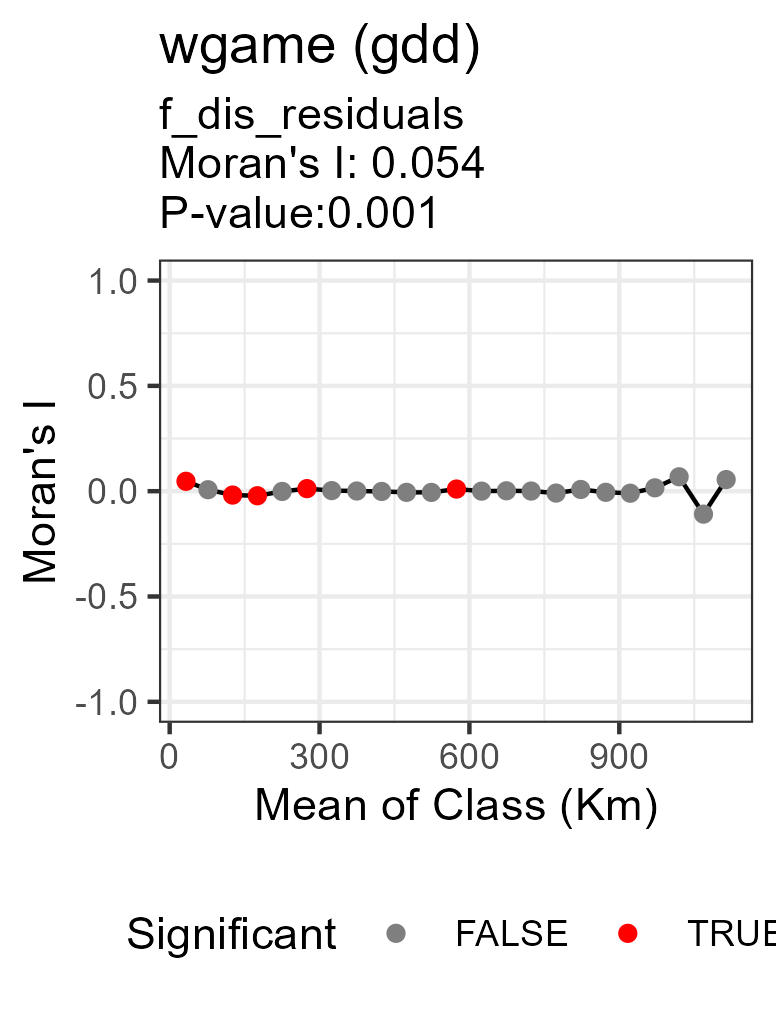 wgame (gdd)
f_dis_residuals
Moran's I: 0.054
P-value:0.001
Moran's I
1.0
0.5
0.0
-0.5
-1.0
0 300 600 900
Mean of Class (Km)
Significant FALSE TRUE